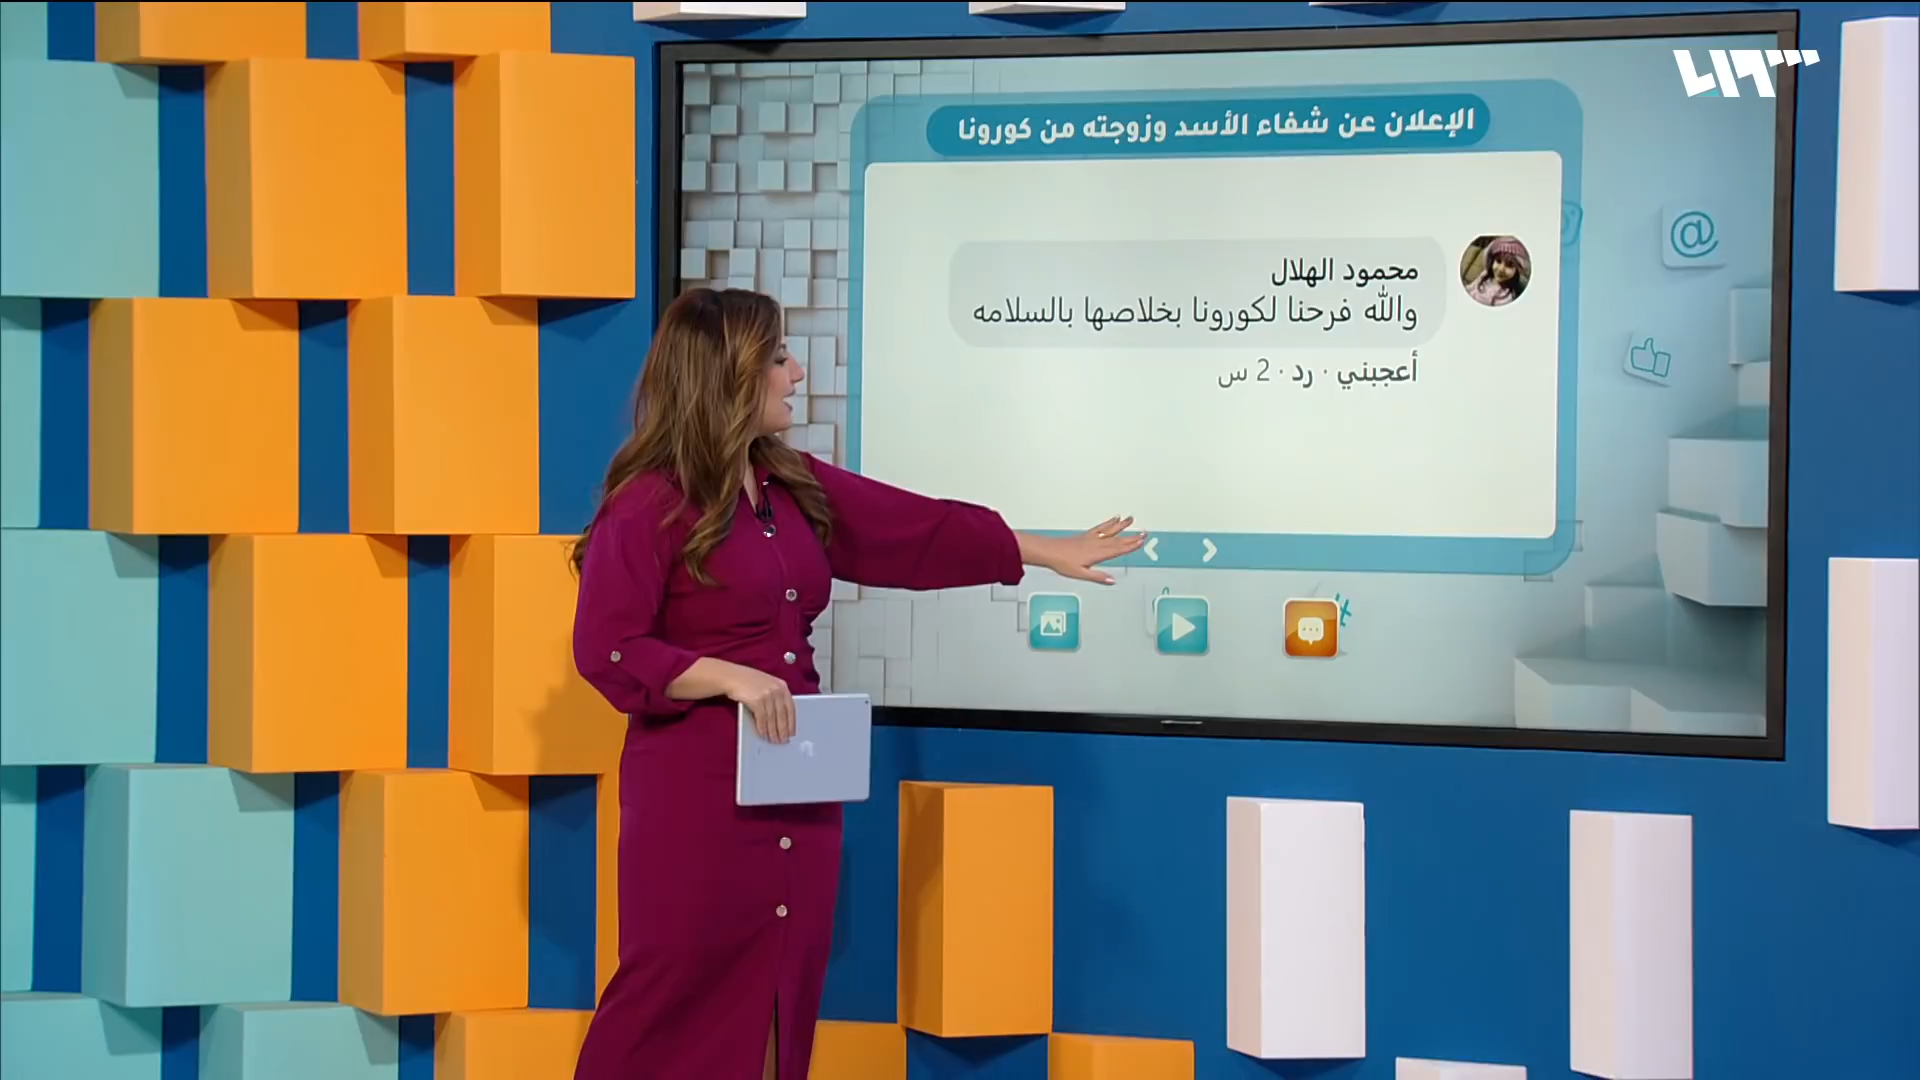 الإعلان عن شفاء الأسد وزوجته من كورونا
محمود الهلال
والله فرحنا لكورونا بخلاصها بالسلامه
أعجبني · رد · 2 س